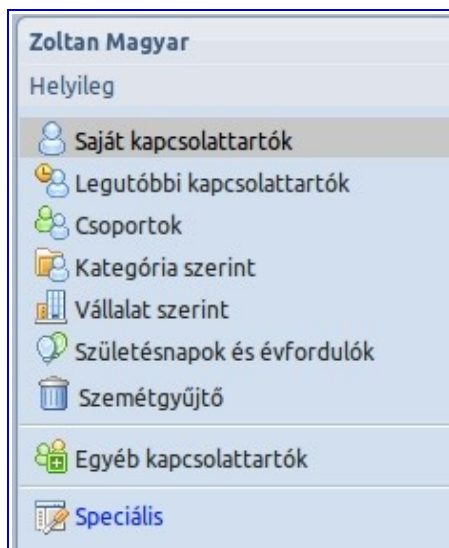 Zoltan Magyar
Helyileg
Saját kapcsolattartók
Legutóbbi kapcsolattartók
Csoportok
Kategória szerint
Vállalat szerint
Születésnapok és évfordulók
Szemétgyűjtő
Egyéb kapcsolattartók
Speciális